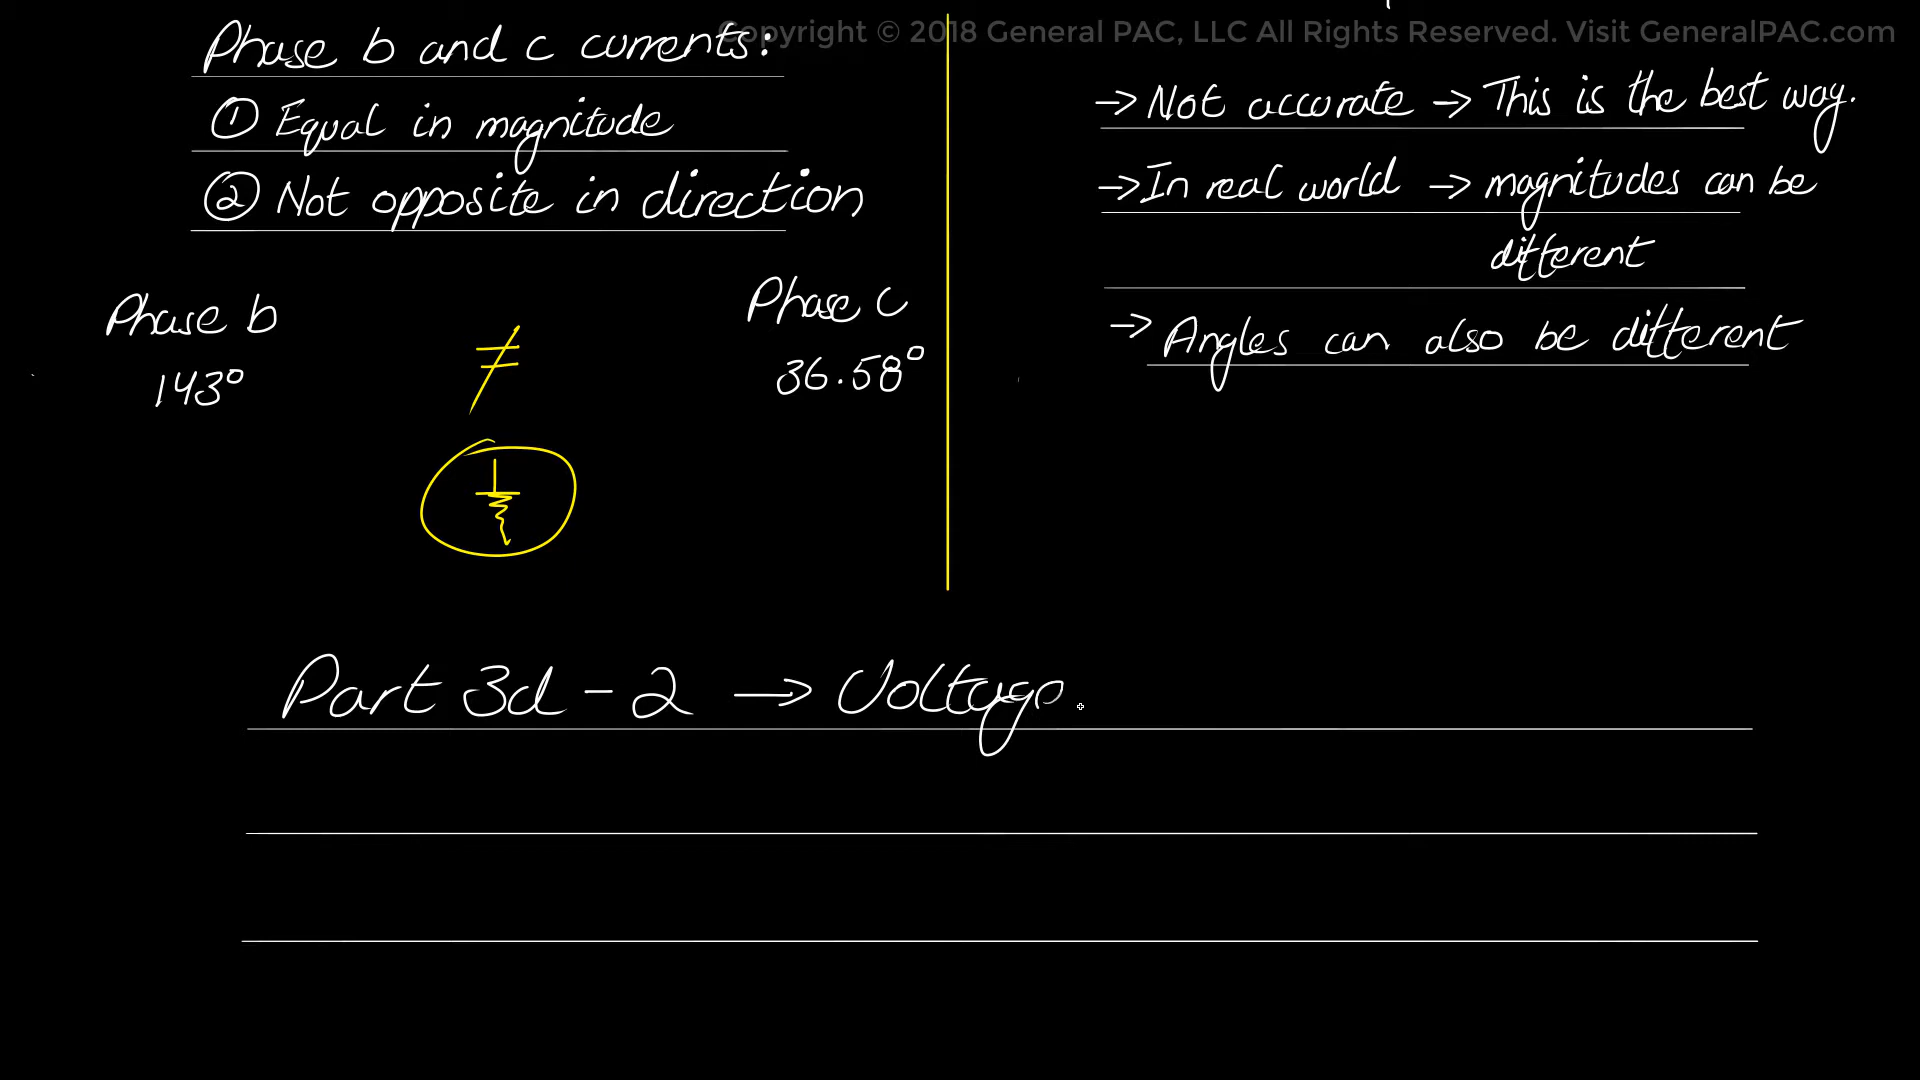 Copyright © 2018 General PAC, LLC All Rights Reserved. Visit GeneralPAC.com
Phase b and c currents:
① Equal in magnitude
② Not opposite in direction
Phase b
143°
≠
Phase c
36.58°
→ Not accurate → This is the best way.
→ In real world → magnitudes can be
different
→ Angles can also be different
Part 3d - 2 → Voltage.